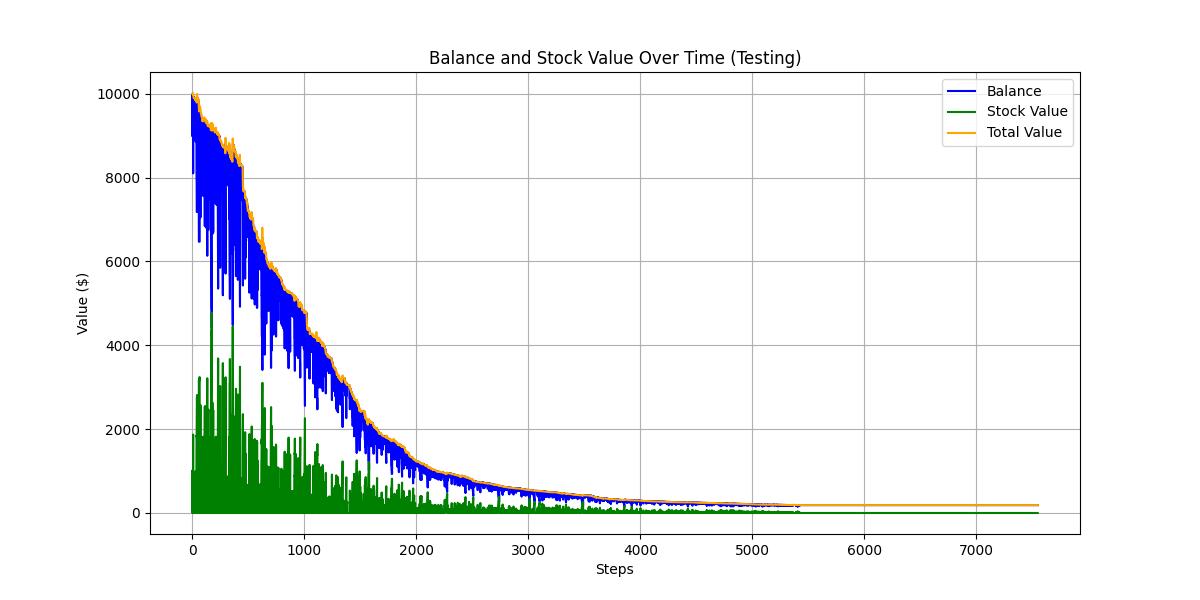 Balance and Stock Value Over Time (Testing)
10000
8000
6000
4000
2000
0
Value ($)
Balance
Stock Value
Total Value
0 1000 2000 3000 4000 5000 6000 7000
Steps